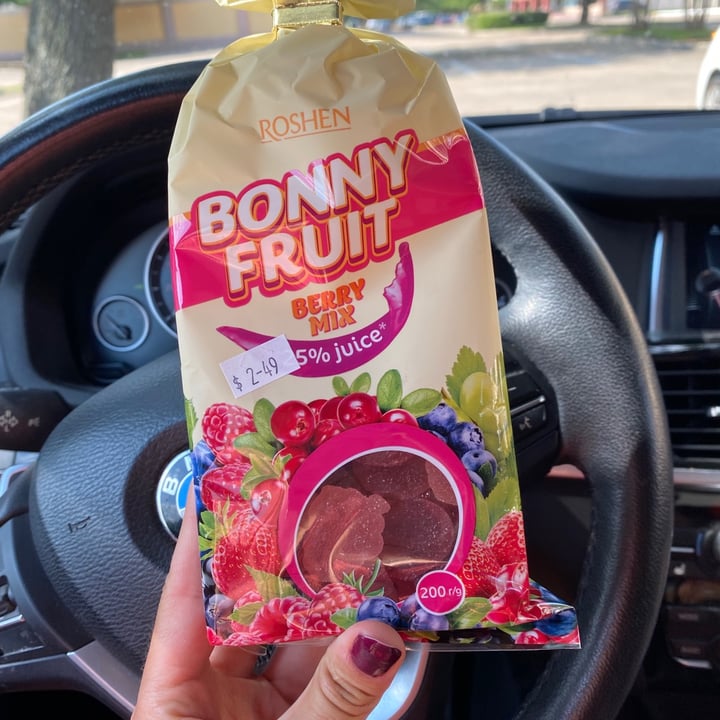 ROSHEN
BONNY
FRUIT
BERRY
MIX
5% juice*
$ 2-49
200 г/g
B